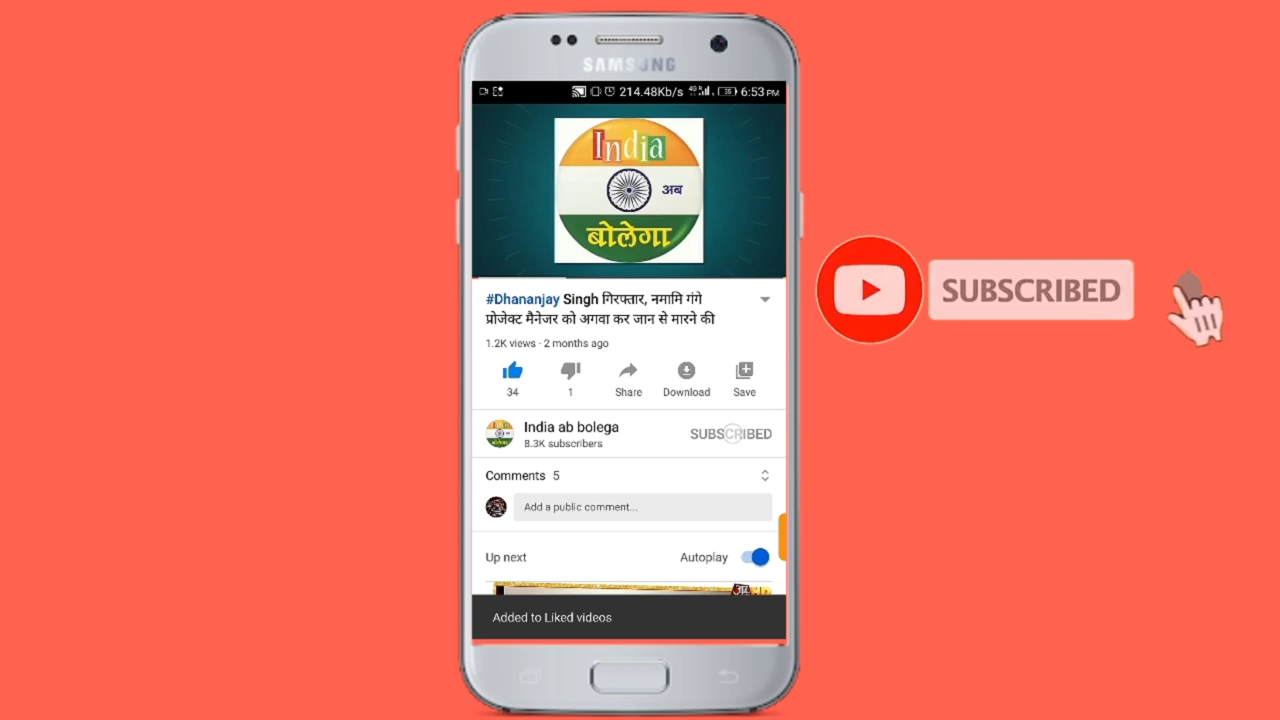 SAMSUNG
214.48Kb/s 6:53 PM
India
अब
बोलेगा
#Dhananjay Singh गिरफ्तार, नमामि गंगे
प्रोजेक्ट मैनेजर को अगवा कर जान से मारने की
1.2K views · 2 months ago
34 1 Share Download Save
India ab bolega
8.3K subscribers
SUBSCRIBED
Comments 5
Add a public comment...
Up next Autoplay
Added to Liked videos
SUBSCRIBED